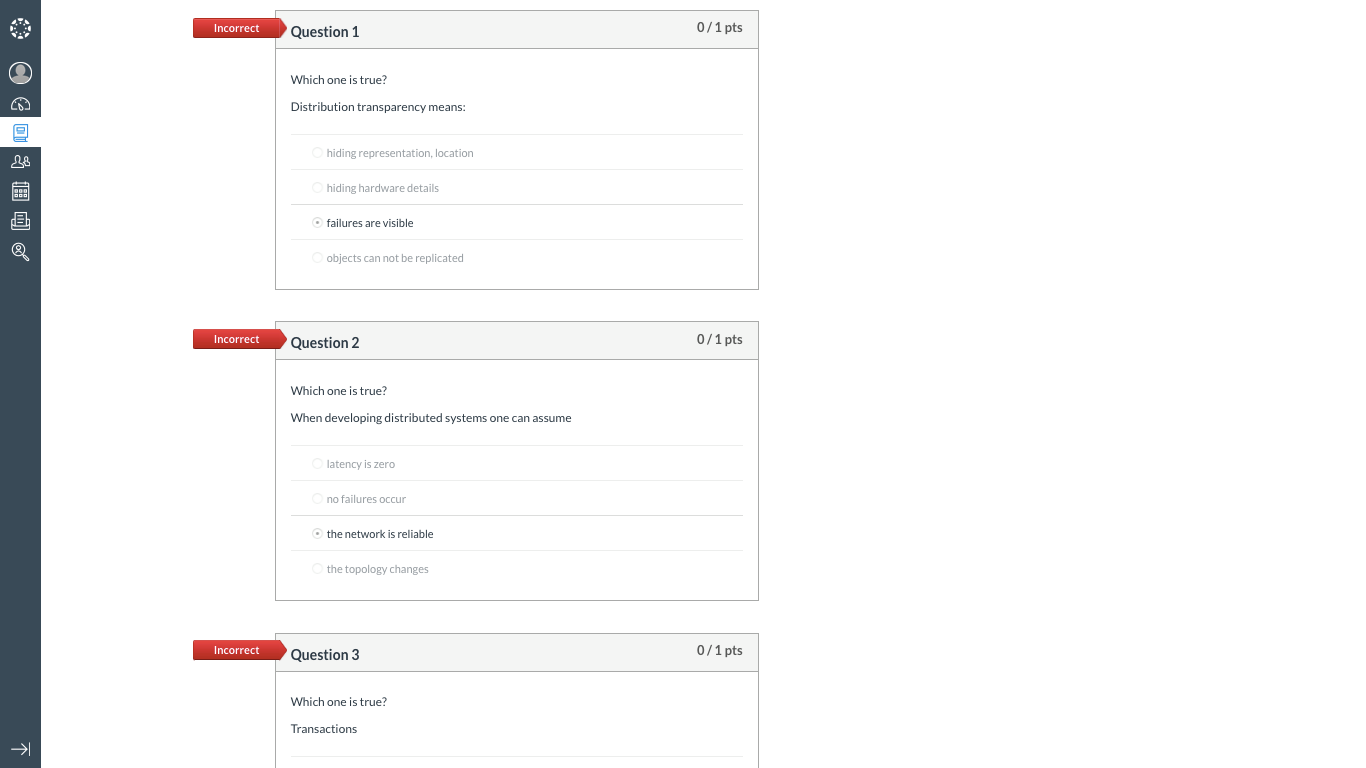 Incorrect
Question 1
0 / 1 pts
Which one is true?
Distribution transparency means:
hiding representation, location
hiding hardware details
failures are visible
objects can not be replicated
Incorrect
Question 2
0 / 1 pts
Which one is true?
When developing distributed systems one can assume
latency is zero
no failures occur
the network is reliable
the topology changes
Incorrect
Question 3
0 / 1 pts
Which one is true?
Transactions